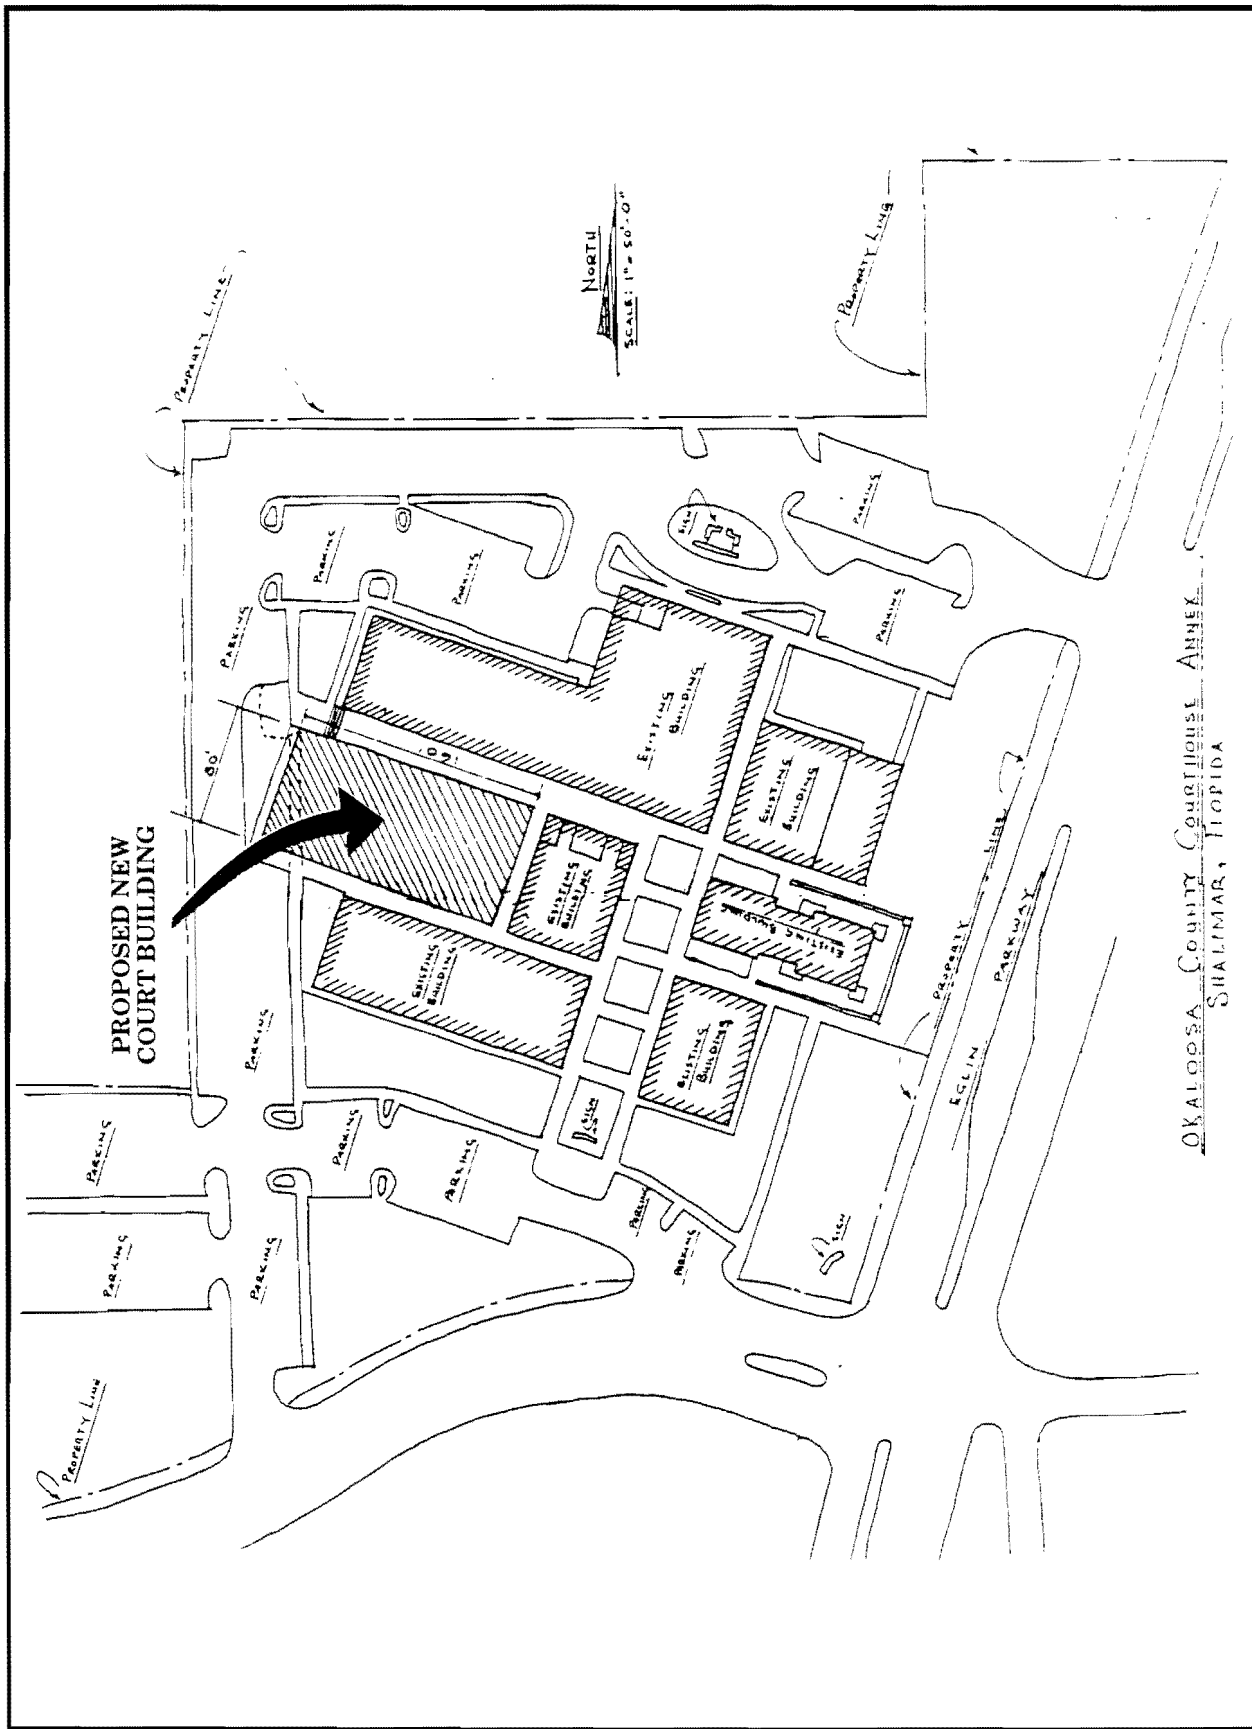 PROPOSED NEW
COURT BUILDING
PROPERTY LINE
NORTH
SCALE: 1" = 50'-0"
PROPERTY LINE
80'
PARKING
PARKING
PARKING
SIGN
PARKING
PARKING
EXISTING
BUILDING
EXISTING
BUILDING
EXISTING
BUILDING
EXISTING
BUILDING
EXISTING BUILDING
EXISTING
BUILDING
SIGN
PARKING
PARKING
PARKING
PARKING
PARKING
PARKING
PARKING
PARKING
SIGN
PROPERTY LINE
PROPERTY LINE
EGLIN PARKWAY
OKALOOSA COUNTY COURTHOUSE ANNEX
SHALIMAR, FLORIDA